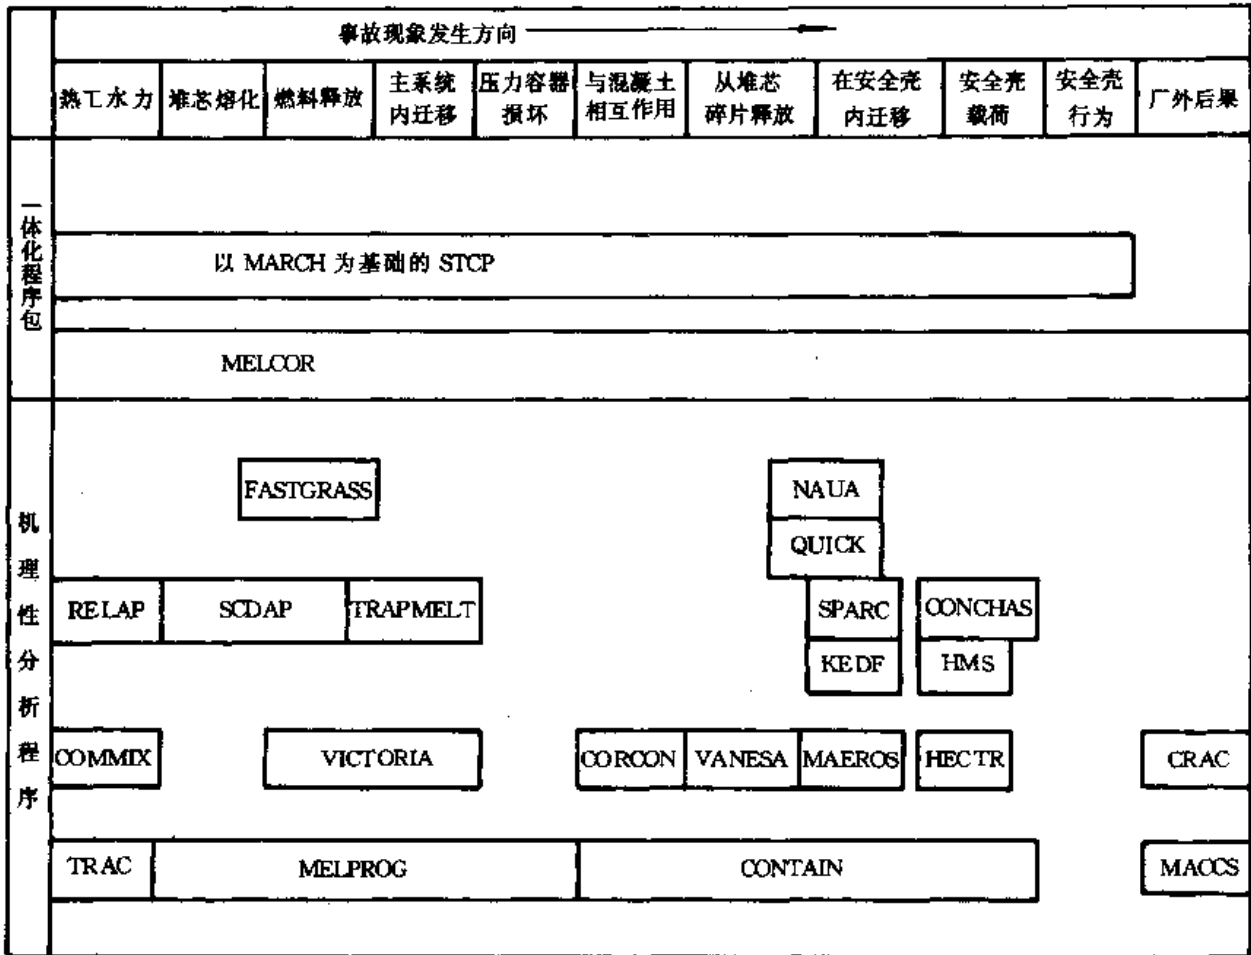 事故现象发生方向
热工水力
堆芯熔化
燃料释放
主系统
内迁移
压力容器
损坏
与混凝土
相互作用
从堆芯
碎片释放
在安全壳
内迁移
安全壳
载荷
安全壳
行为
厂外后果
一体化程序包
以 MARCH 为基础的 STCP
MELCOR
机理性分析程序
FASTGRASS
NAUA
QUICK
RELAP
SCDAP
TRAPMELT
SPARC
CONCHAS
KEDF
HMS
COMMIX
VICTORIA
CORCON
VANESA
MAEROS
HECTR
CRAC
TRAC
MELPROG
CONTAIN
MACCS